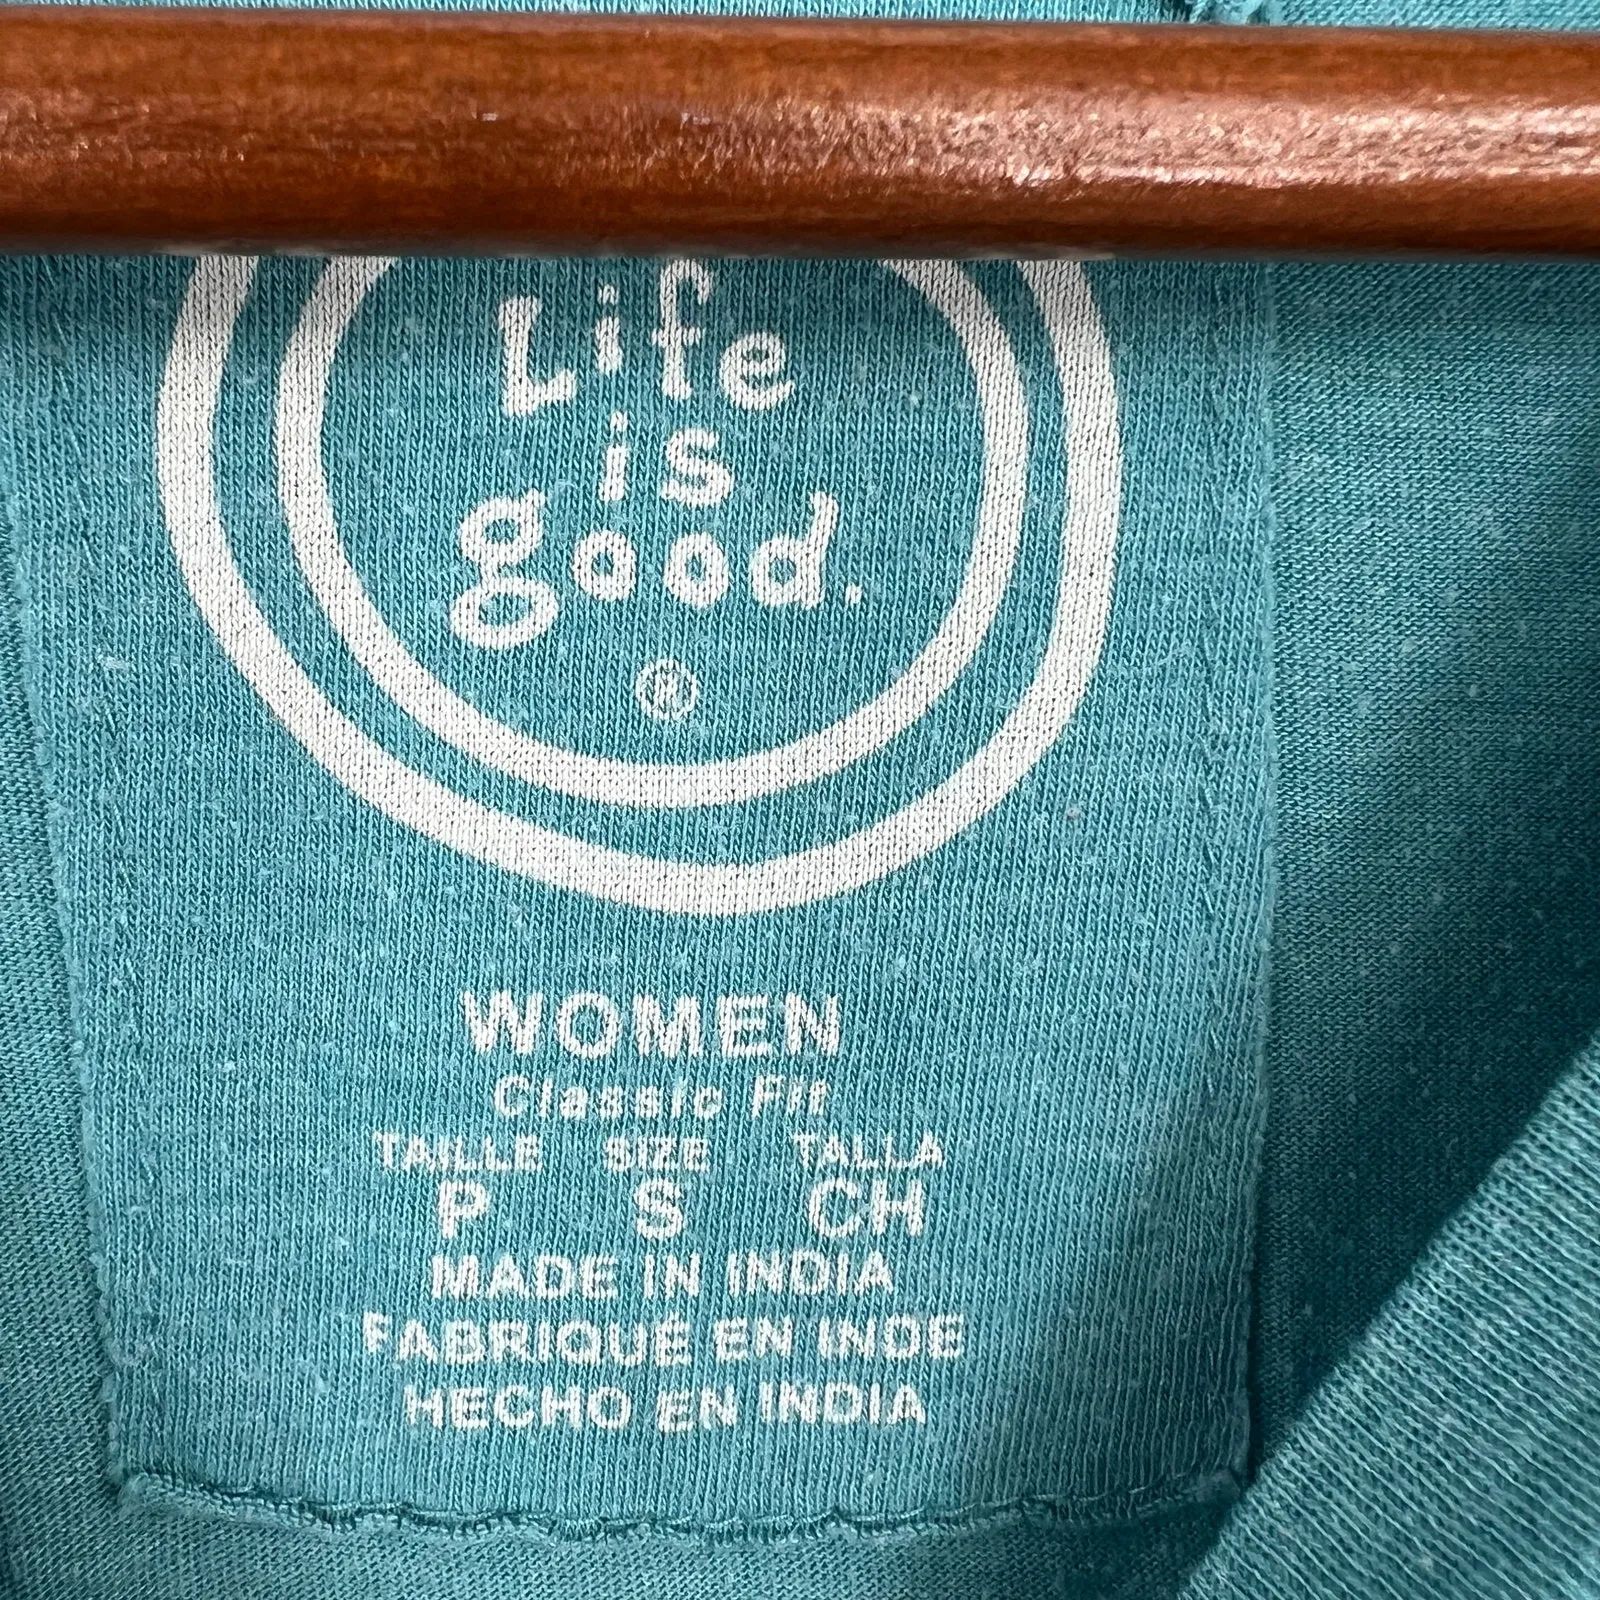 Life
is
good.
®
WOMEN
Classic Fit
TAILLE SIZE TALLA
P S CH
MADE IN INDIA
FABRIQUÉ EN INDE
HECHO EN INDIA